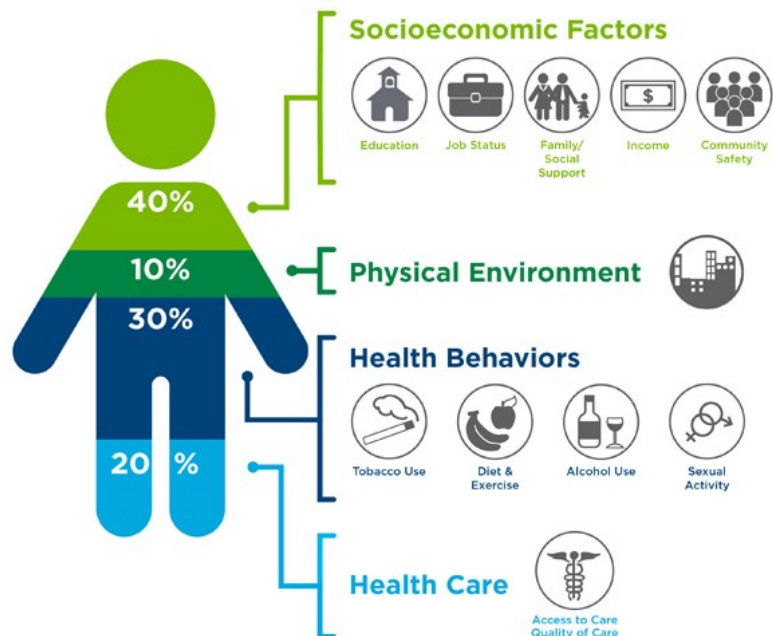 Socioeconomic Factors
$
Education
Job Status
Family/
Social
Support
Income
Community
Safety
40%
10%
Physical Environment
30%
Health Behaviors
Tobacco Use
Diet &
Exercise
Alcohol Use
Sexual
Activity
20 %
Health Care
Access to Care
Quality of Care